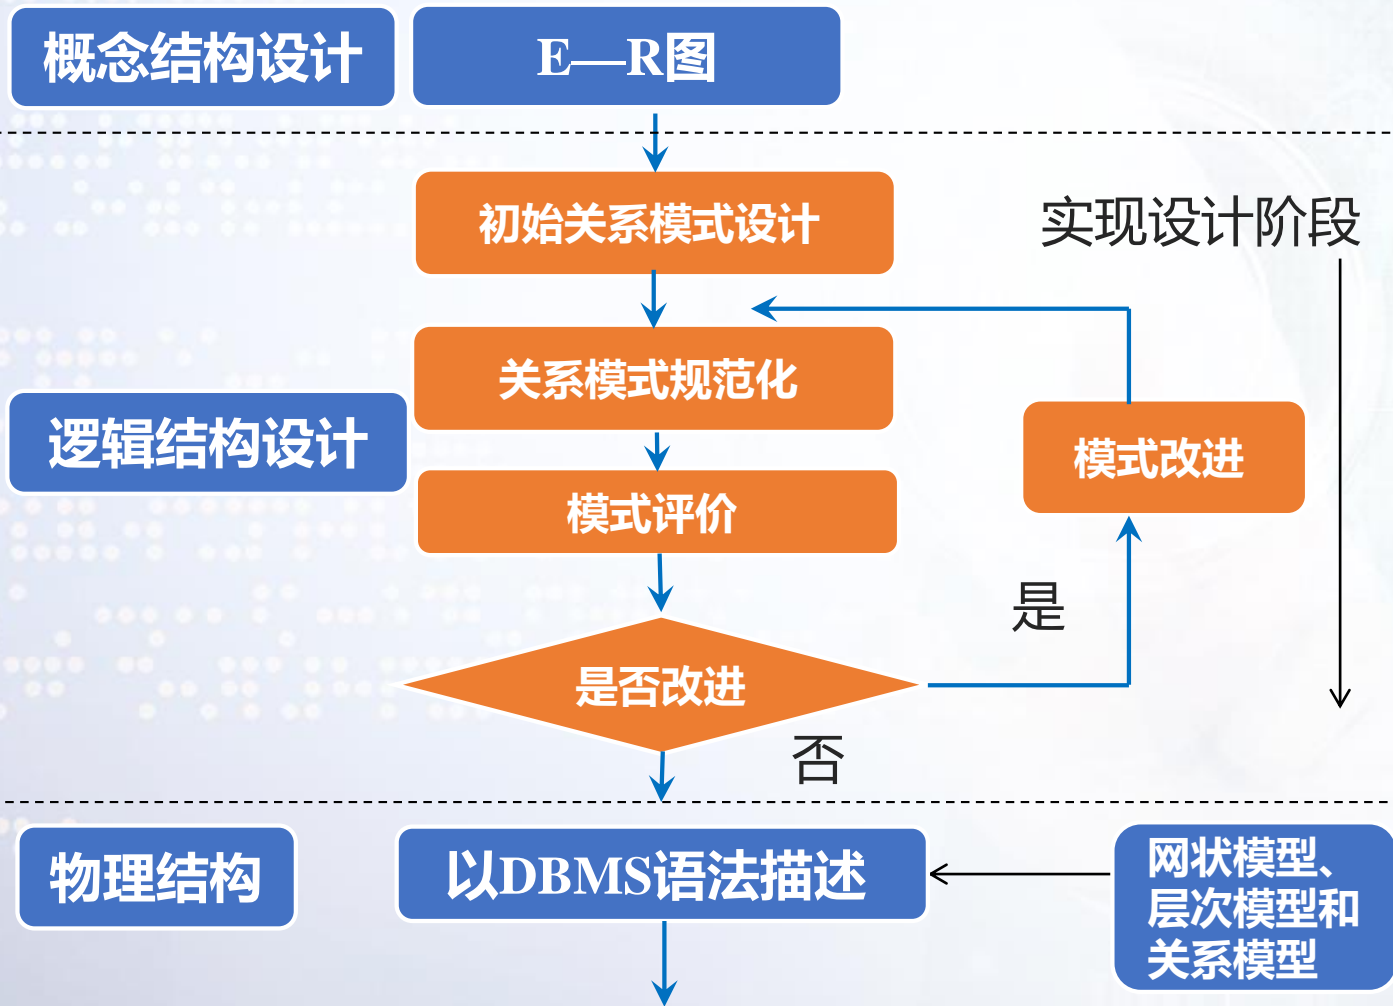 概念结构设计
E—R图
初始关系模式设计
实现设计阶段
关系模式规范化
逻辑结构设计
模式改进
模式评价
是
是否改进
否
物理结构
以DBMS语法描述
网状模型、
层次模型和
关系模型